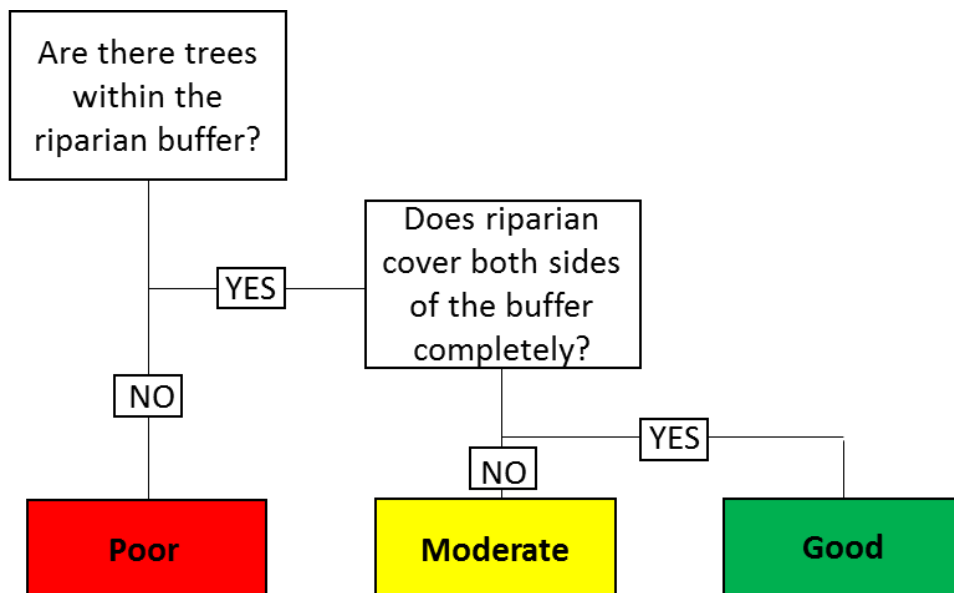 Are there trees
within the
riparian buffer?
Does riparian
cover both sides
of the buffer
completely?
YES
NO
YES
NO
Poor
Moderate
Good